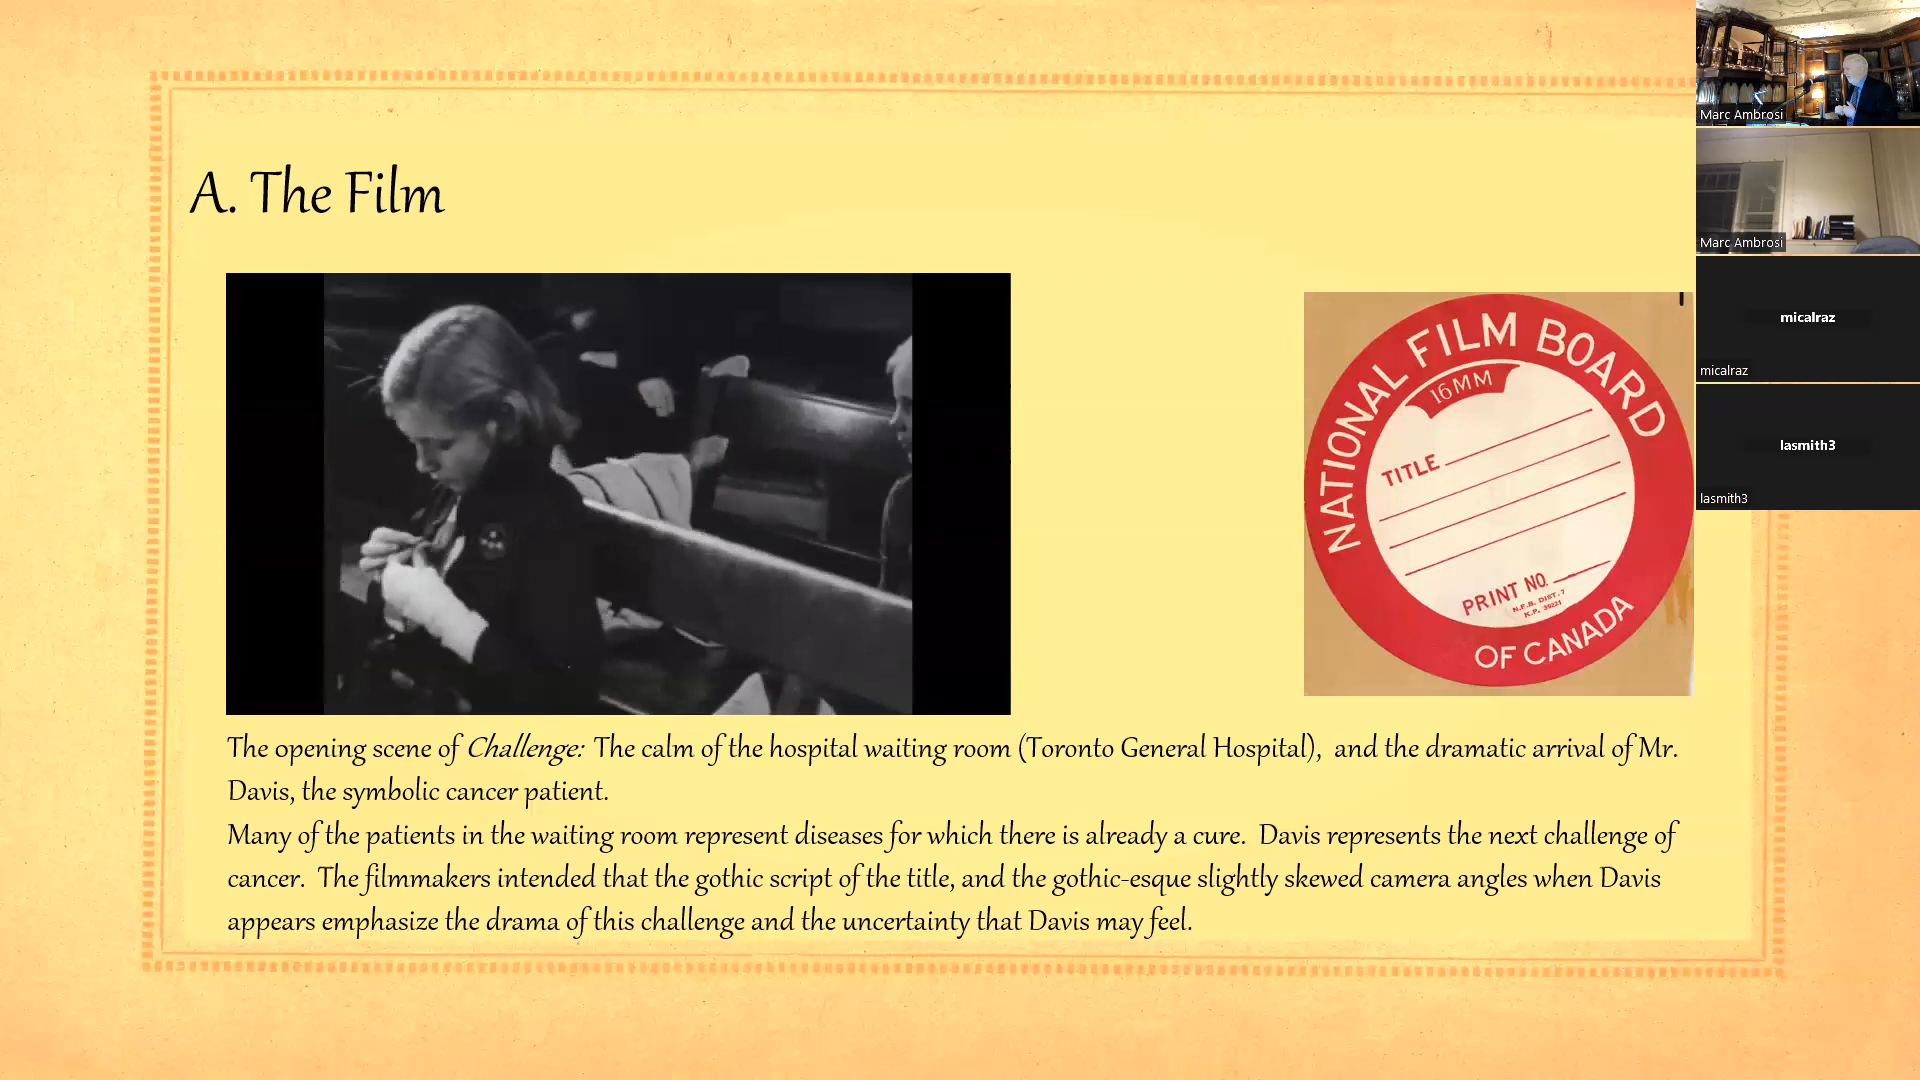 A. The Film
NATIONAL FILM BOARD
16MM
TITLE
PRINT NO.
N.F.B. DIST. 7
K.P. 39221
OF CANADA
The opening scene of Challenge: The calm of the hospital waiting room (Toronto General Hospital), and the dramatic arrival of Mr.
Davis, the symbolic cancer patient.
Many of the patients in the waiting room represent diseases for which there is already a cure. Davis represents the next challenge of
cancer. The filmmakers intended that the gothic script of the title, and the gothic-esque slightly skewed camera angles when Davis
appears emphasize the drama of this challenge and the uncertainty that Davis may feel.
Marc Ambrosi
Marc Ambrosi
micalraz
micalraz
lasmith3
lasmith3